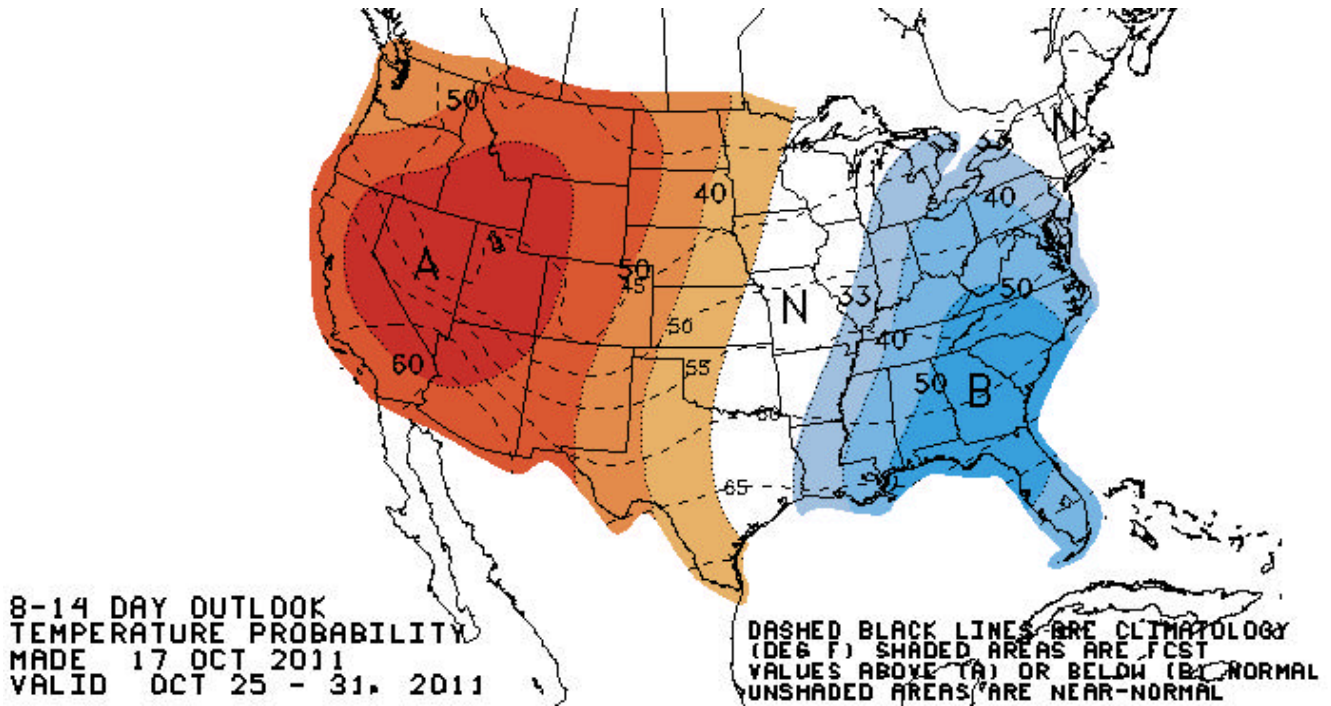 N
50
33
40
40
A
50
45
N
33
50
50
40
60
55
50
B
65
8-14 DAY OUTLOOK
TEMPERATURE PROBABILITY
MADE 17 OCT 2011
VALID OCT 25 - 31, 2011
DASHED BLACK LINES ARE CLIMATOLOGY
(DEG F) SHADED AREAS ARE FCST
VALUES ABOVE (A) OR BELOW (B) NORMAL
UNSHADED AREAS ARE NEAR-NORMAL